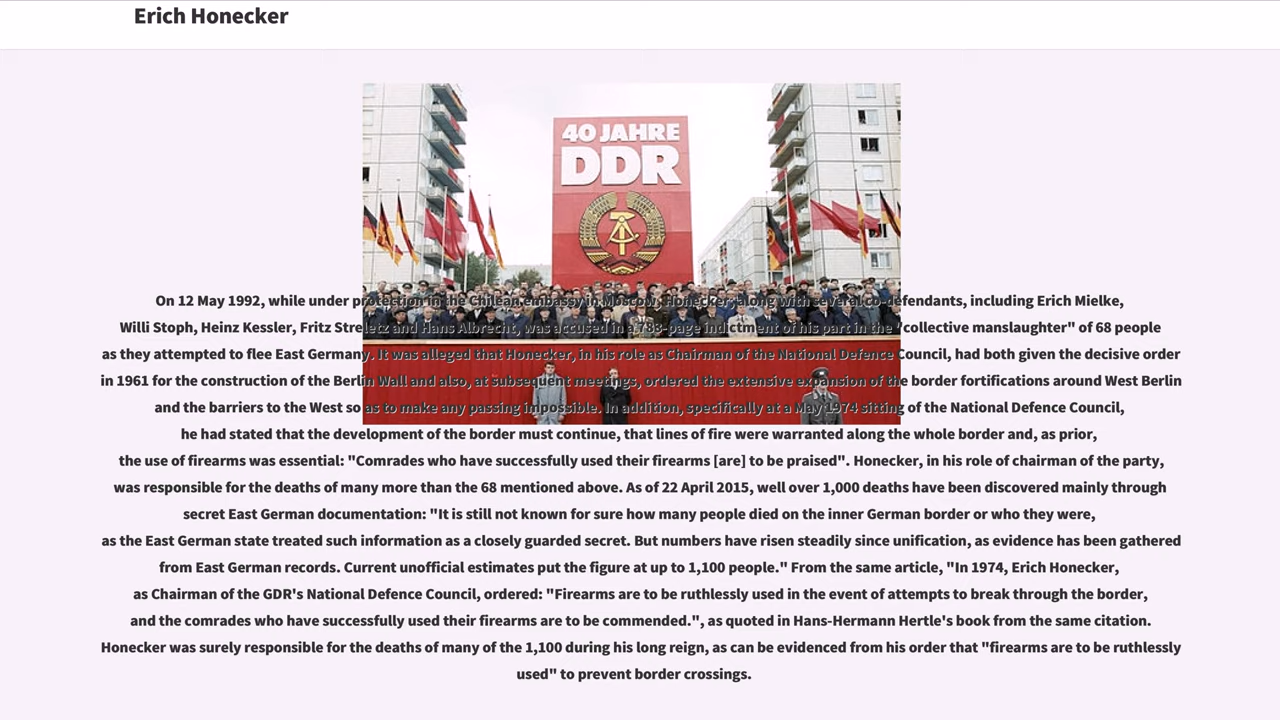 Erich Honecker
40 JAHRE
DDR
On 12 May 1992, while under protection in the Chilean embassy in Moscow, Honecker, along with several co-defendants, including Erich Mielke,
Willi Stoph, Heinz Kessler, Fritz Streletz and Hans Albrecht, was accused in a 783-page indictment of his part in the "collective manslaughter" of 68 people
as they attempted to flee East Germany. It was alleged that Honecker, in his role as Chairman of the National Defence Council, had both given the decisive order
in 1961 for the construction of the Berlin Wall and also, at subsequent meetings, ordered the extensive expansion of the border fortifications around West Berlin
and the barriers to the West so as to make any passing impossible. In addition, specifically at a May 1974 sitting of the National Defence Council,
he had stated that the development of the border must continue, that lines of fire were warranted along the whole border and, as prior,
the use of firearms was essential: "Comrades who have successfully used their firearms [are] to be praised". Honecker, in his role of chairman of the party,
was responsible for the deaths of many more than the 68 mentioned above. As of 22 April 2015, well over 1,000 deaths have been discovered mainly through
secret East German documentation: "It is still not known for sure how many people died on the inner German border or who they were,
as the East German state treated such information as a closely guarded secret. But numbers have risen steadily since unification, as evidence has been gathered
from East German records. Current unofficial estimates put the figure at up to 1,100 people." From the same article, "In 1974, Erich Honecker,
as Chairman of the GDR's National Defence Council, ordered: "Firearms are to be ruthlessly used in the event of attempts to break through the border,
and the comrades who have successfully used their firearms are to be commended.", as quoted in Hans-Hermann Hertle's book from the same citation.
Honecker was surely responsible for the deaths of many of the 1,100 during his long reign, as can be evidenced from his order that "firearms are to be ruthlessly
used" to prevent border crossings.